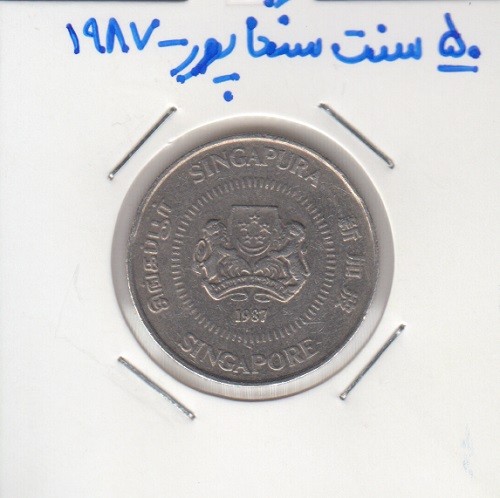 ۵۰ سنت سنگاپور - ۱۹۸۷
SINGAPURA
சிங்கப்பூர்
新加坡
1987
SINGAPORE